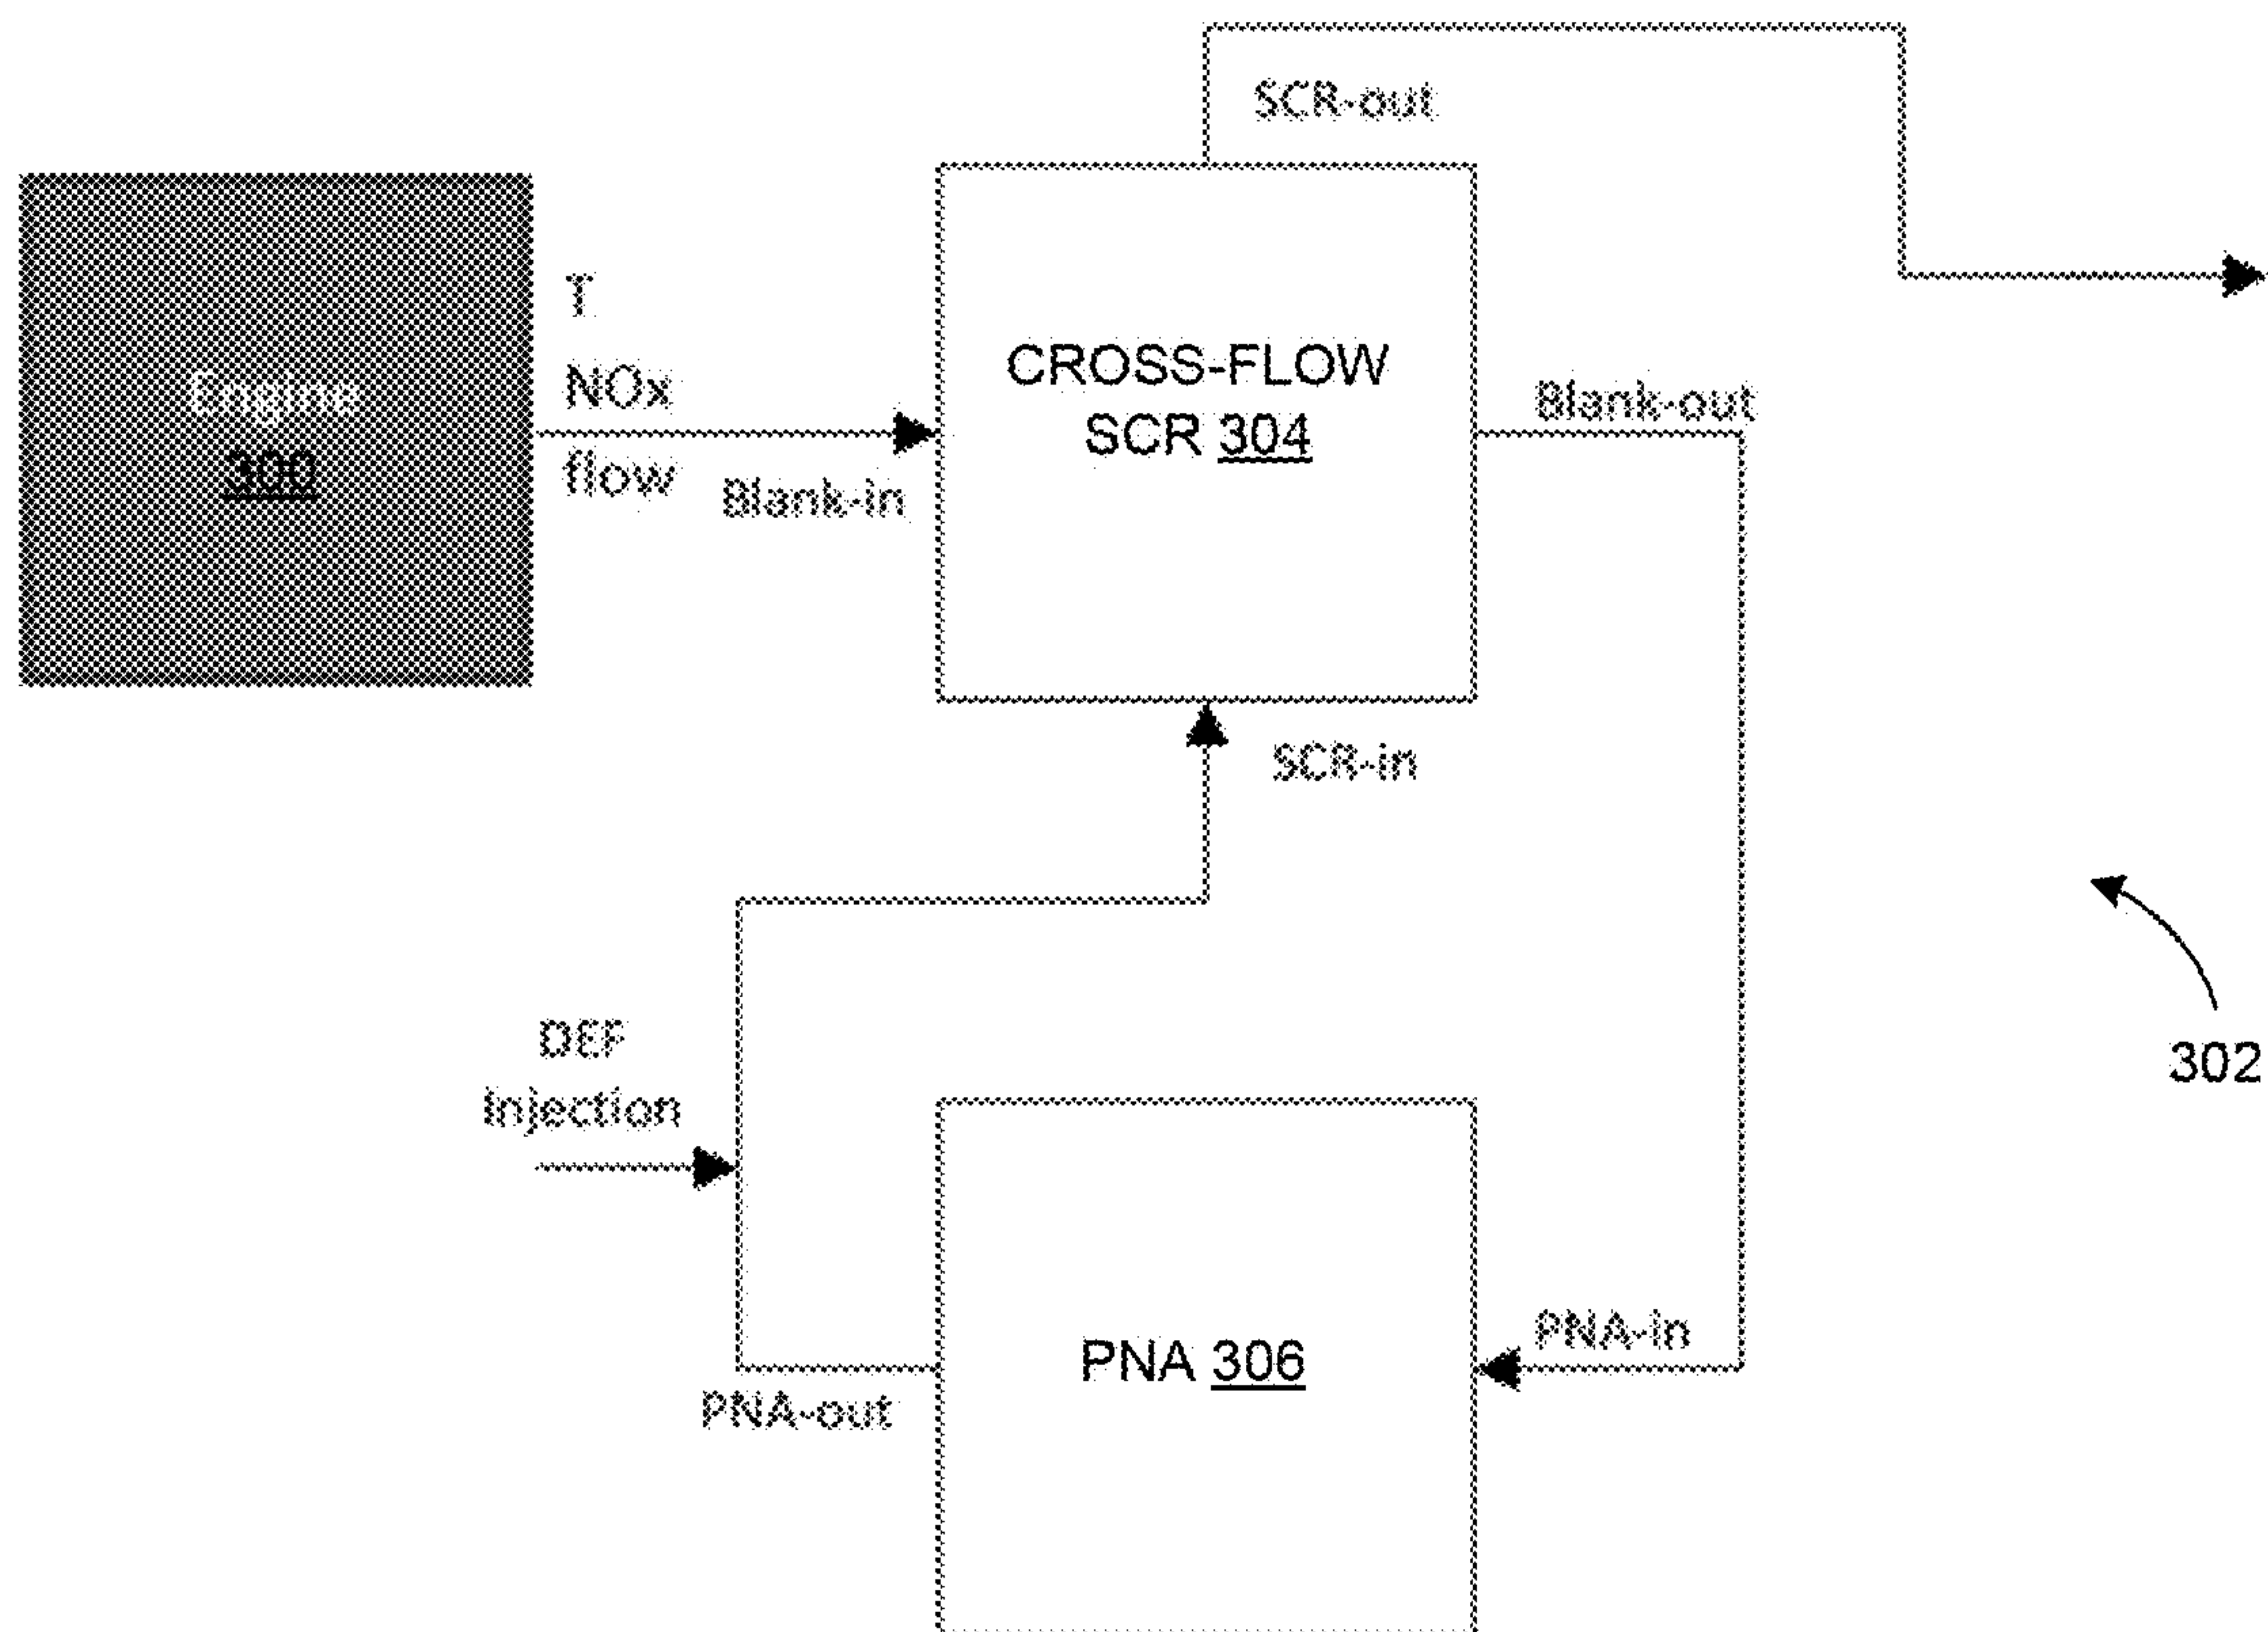 SCR-out
T
NOx
flow
Engine
300
Blank-in
CROSS-FLOW
SCR 304
Blank-out
SCR-in
DEF
Injection
302
PNA 306
PNA-in
PNA-out